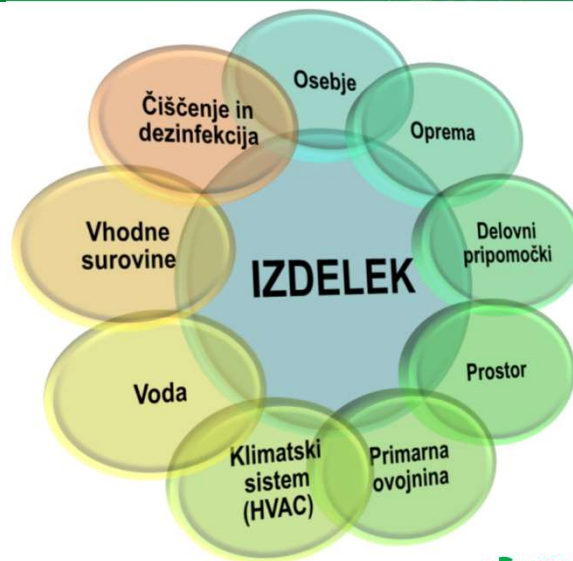 Osebje
Oprema
Delovni
pripomočki
Prostor
Primarna
ovojnina
Klimatski
sistem
(HVAC)
Voda
Vhodne
surovine
Čiščenje in
dezinfekcija
IZDELEK